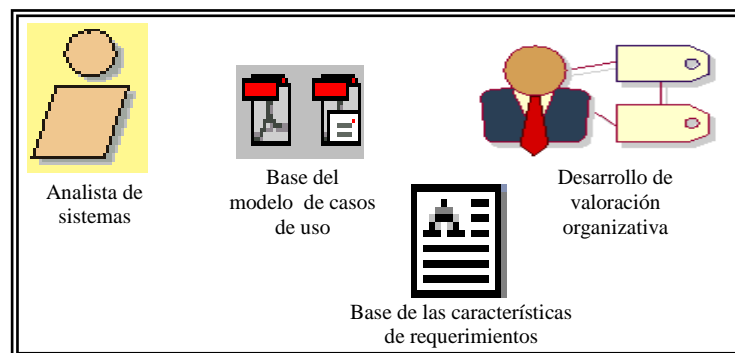 Analista de
sistemas
Base del
modelo de casos
de uso
Desarrollo de
valoración
organizativa
Base de las características
de requerimientos